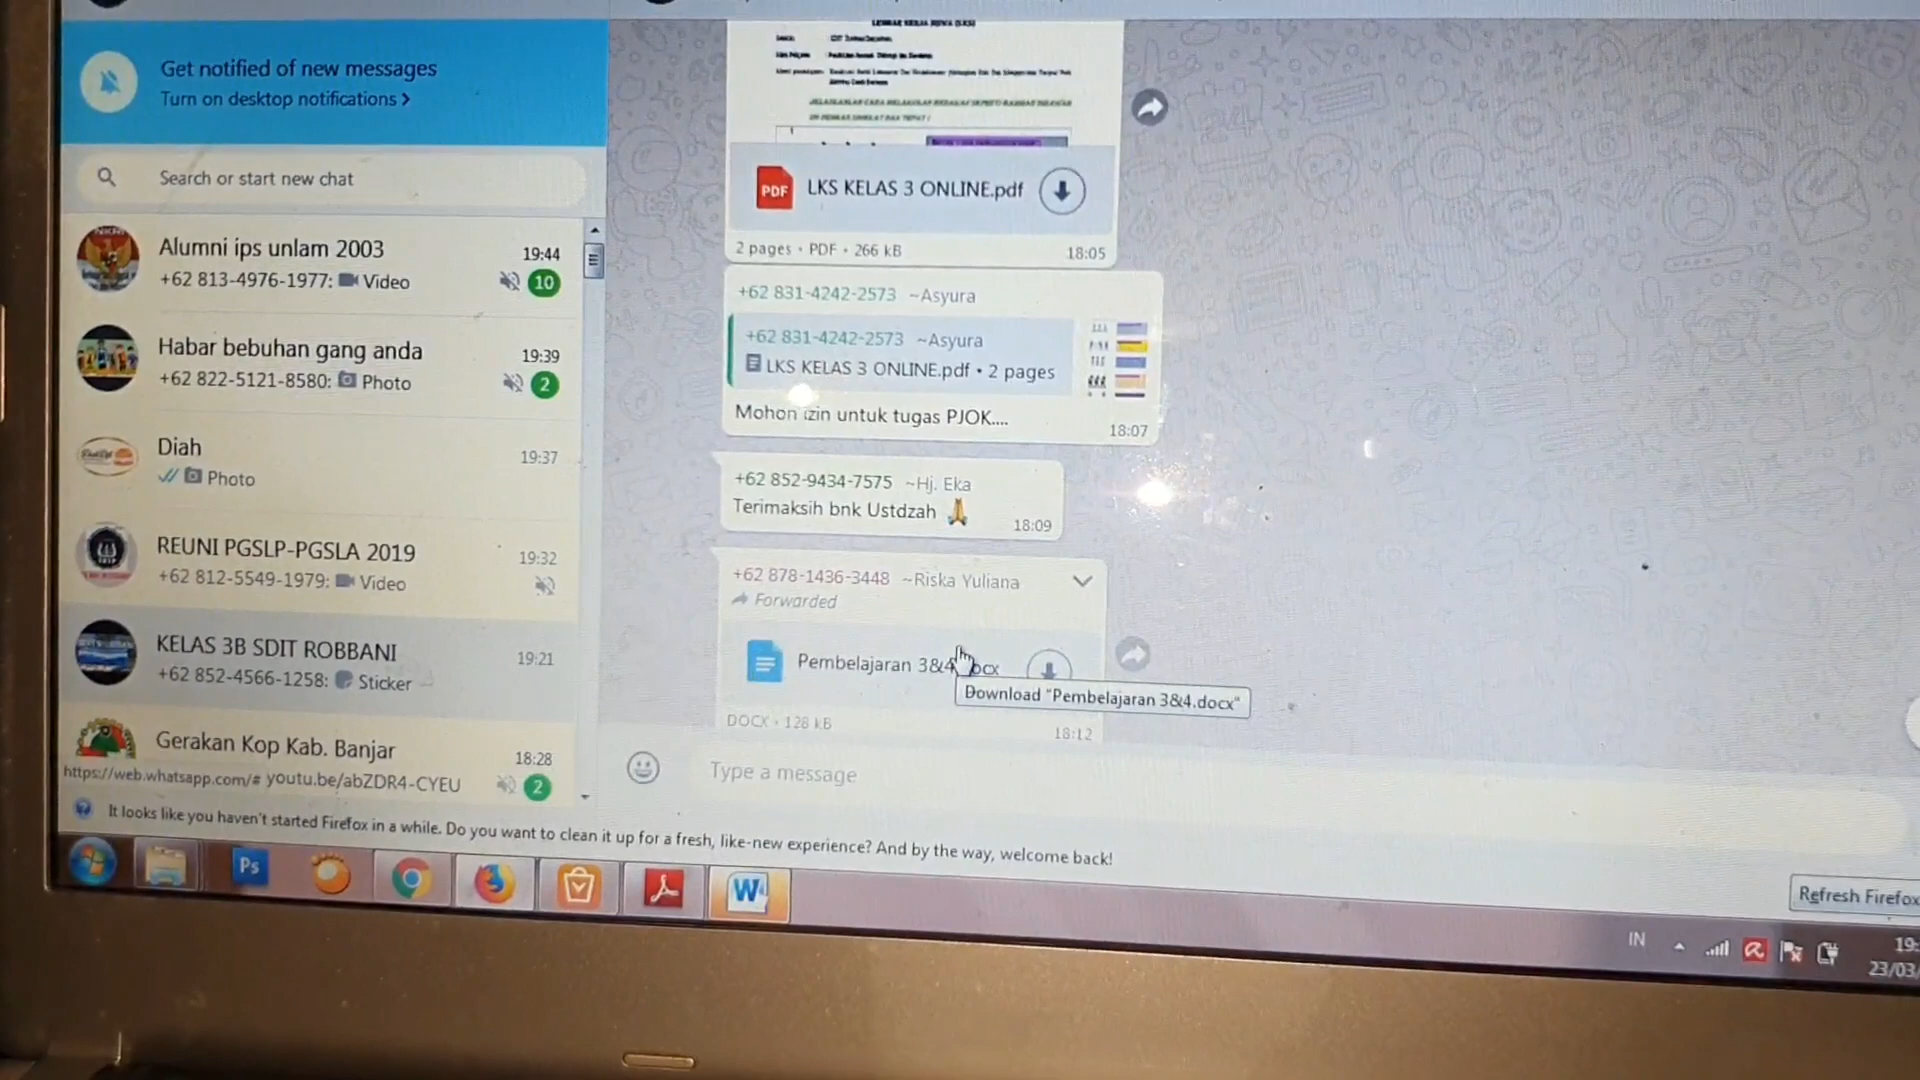 Get notified of new messages
Turn on desktop notifications >
Search or start new chat
Alumni ips unlam 2003
19:44
+62 813-4976-1977: Video
10
Habar bebuhan gang anda
19:39
+62 822-5121-8580: Photo
2
Diah
19:37
Photo
REUNI PGSLP-PGSLA 2019
19:32
+62 812-5549-1979: Video
KELAS 3B SDIT ROBBANI
19:21
+62 852-4566-1258: Sticker
Gerakan Kop Kab. Banjar
18:28
https://web.whatsapp.com/# youtu.be/abZDR4-CYEU
2
LEMBAR KERJA SISWA (LKS)
PDF
LKS KELAS 3 ONLINE.pdf
2 pages • PDF • 266 kB
18:05
+62 831-4242-2573 ~Asyura
+62 831-4242-2573 ~Asyura
LKS KELAS 3 ONLINE.pdf • 2 pages
Mohon izin untuk tugas PJOK....
18:07
+62 852-9434-7575 ~Hj. Eka
Terimaksih bnk Ustdzah 🙏
18:09
+62 878-1436-3448 ~Riska Yuliana
Forwarded
Pembelajaran 3&4.docx
Download "Pembelajaran 3&4.docx"
DOCX • 128 kB
18:12
Type a message
It looks like you haven't started Firefox in a while. Do you want to clean it up for a fresh, like-new experience? And by the way, welcome back!
Refresh Firefox
Ps
W
IN
19:
23/03/